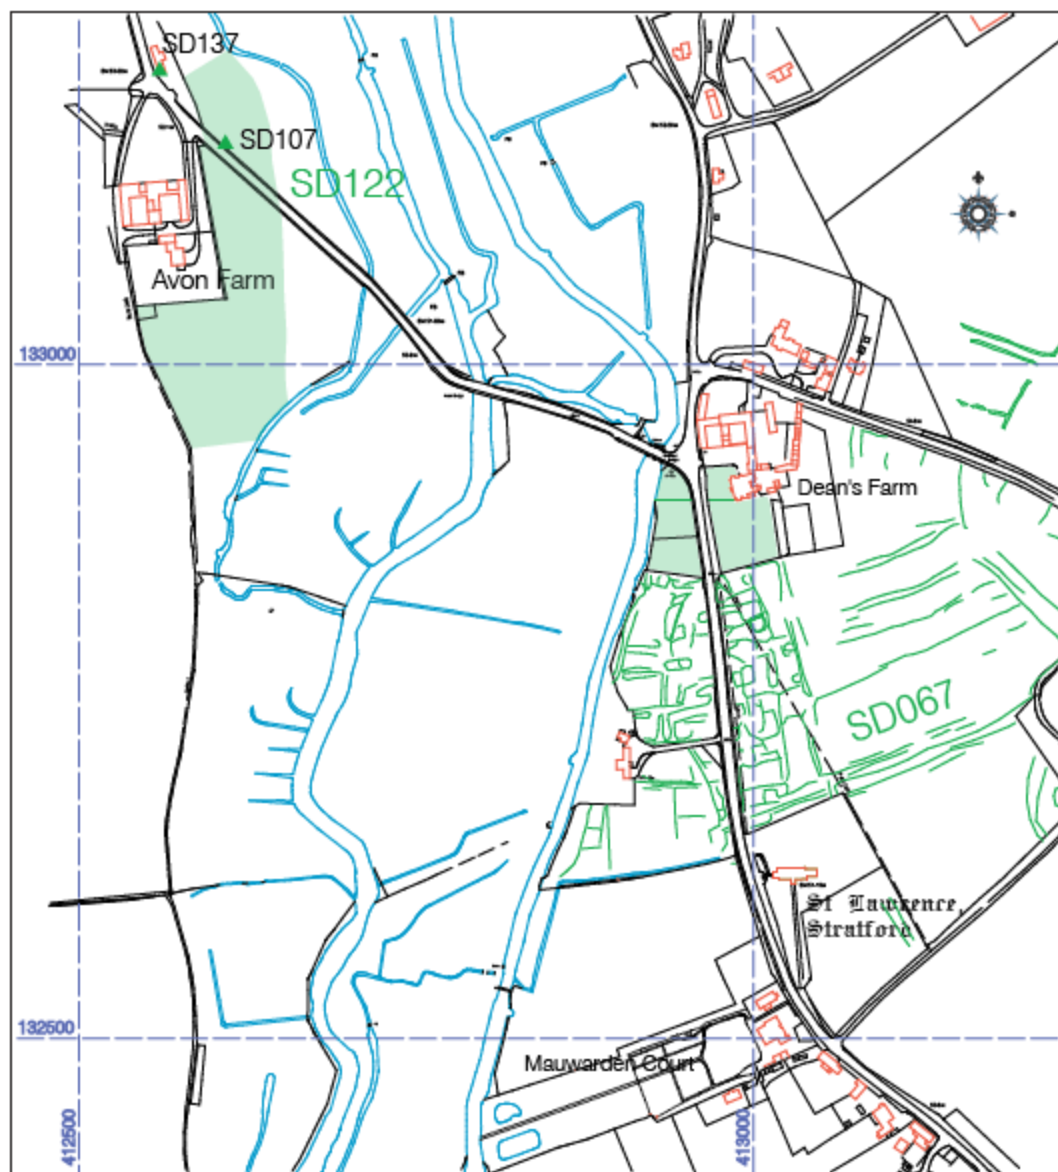 SD137
SD107
SD122
Avon Farm
133000
Dean's Farm
SD067
St Lawrence,
Stratford
132500
Mauwarden Court
412500
413000